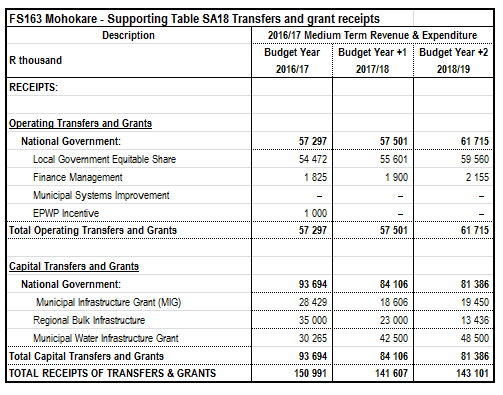 FS163 Mohokare - Supporting Table SA18 Transfers and grant receipts
Description 2016/17 Medium Term Revenue & Expenditure
R thousand Budget Year 2016/17 Budget Year +1 2017/18 Budget Year +2 2018/19
RECEIPTS:
Operating Transfers and Grants
National Government: 57 297 57 501 61 715
Local Government Equitable Share 54 472 55 601 59 560
Finance Management 1 825 1 900 2 155
Municipal Systems Improvement – – –
EPWP Incentive 1 000 – –
Total Operating Transfers and Grants 57 297 57 501 61 715
Capital Transfers and Grants
National Government: 93 694 84 106 81 386
Municipal Infrastructure Grant (MIG) 28 429 18 606 19 450
Regional Bulk Infrastructure 35 000 23 000 13 436
Municipal Water Infrastructure Grant 30 265 42 500 48 500
Total Capital Transfers and Grants 93 694 84 106 81 386
TOTAL RECEIPTS OF TRANSFERS & GRANTS 150 991 141 607 143 101